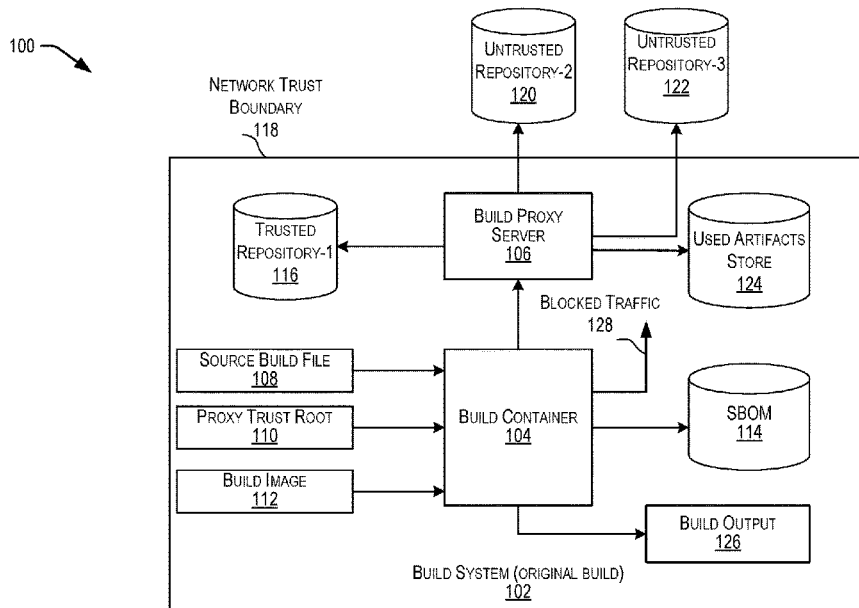 100
UNTRUSTED
REPOSITORY-2
120
UNTRUSTED
REPOSITORY-3
122
NETWORK TRUST
BOUNDARY
118
TRUSTED
REPOSITORY-1
116
BUILD PROXY
SERVER
106
USED ARTIFACTS
STORE
124
BLOCKED TRAFFIC
128
SOURCE BUILD FILE
108
PROXY TRUST ROOT
110
BUILD IMAGE
112
BUILD CONTAINER
104
SBOM
114
BUILD OUTPUT
126
BUILD SYSTEM (ORIGINAL BUILD)
102